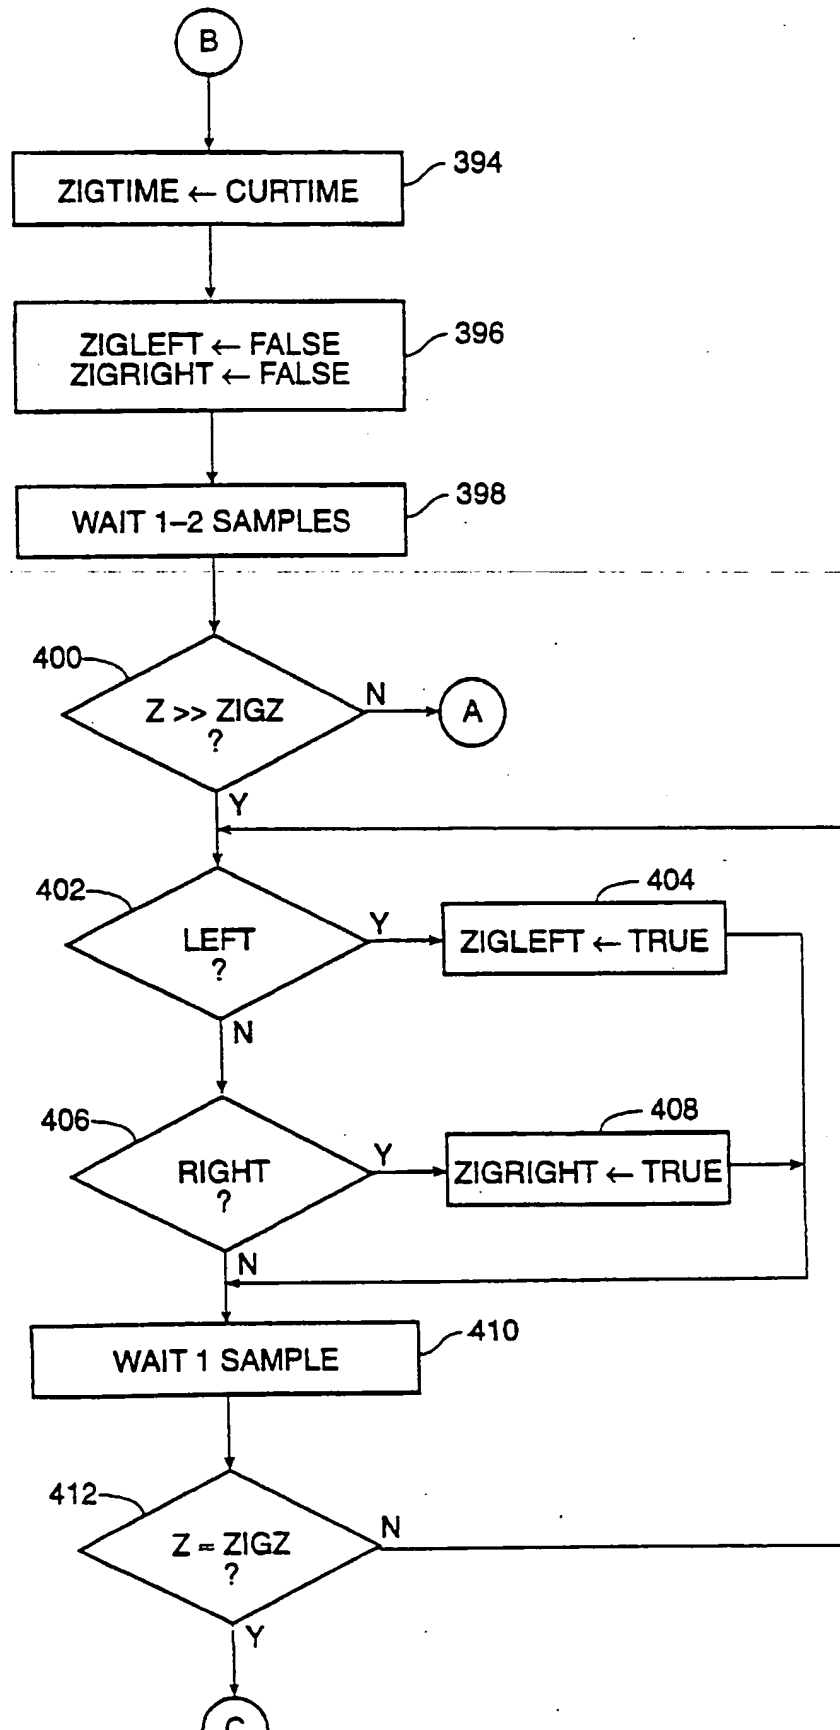 B
ZIGTIME ← CURTIME
394
ZIGLEFT ← FALSE
ZIGRIGHT ← FALSE
396
WAIT 1–2 SAMPLES
398
400
Z >> ZIGZ
?
N
A
Y
402
LEFT
?
Y
404
ZIGLEFT ← TRUE
N
406
RIGHT
?
Y
408
ZIGRIGHT ← TRUE
N
WAIT 1 SAMPLE
410
412
Z ≈ ZIGZ
?
N
Y
C